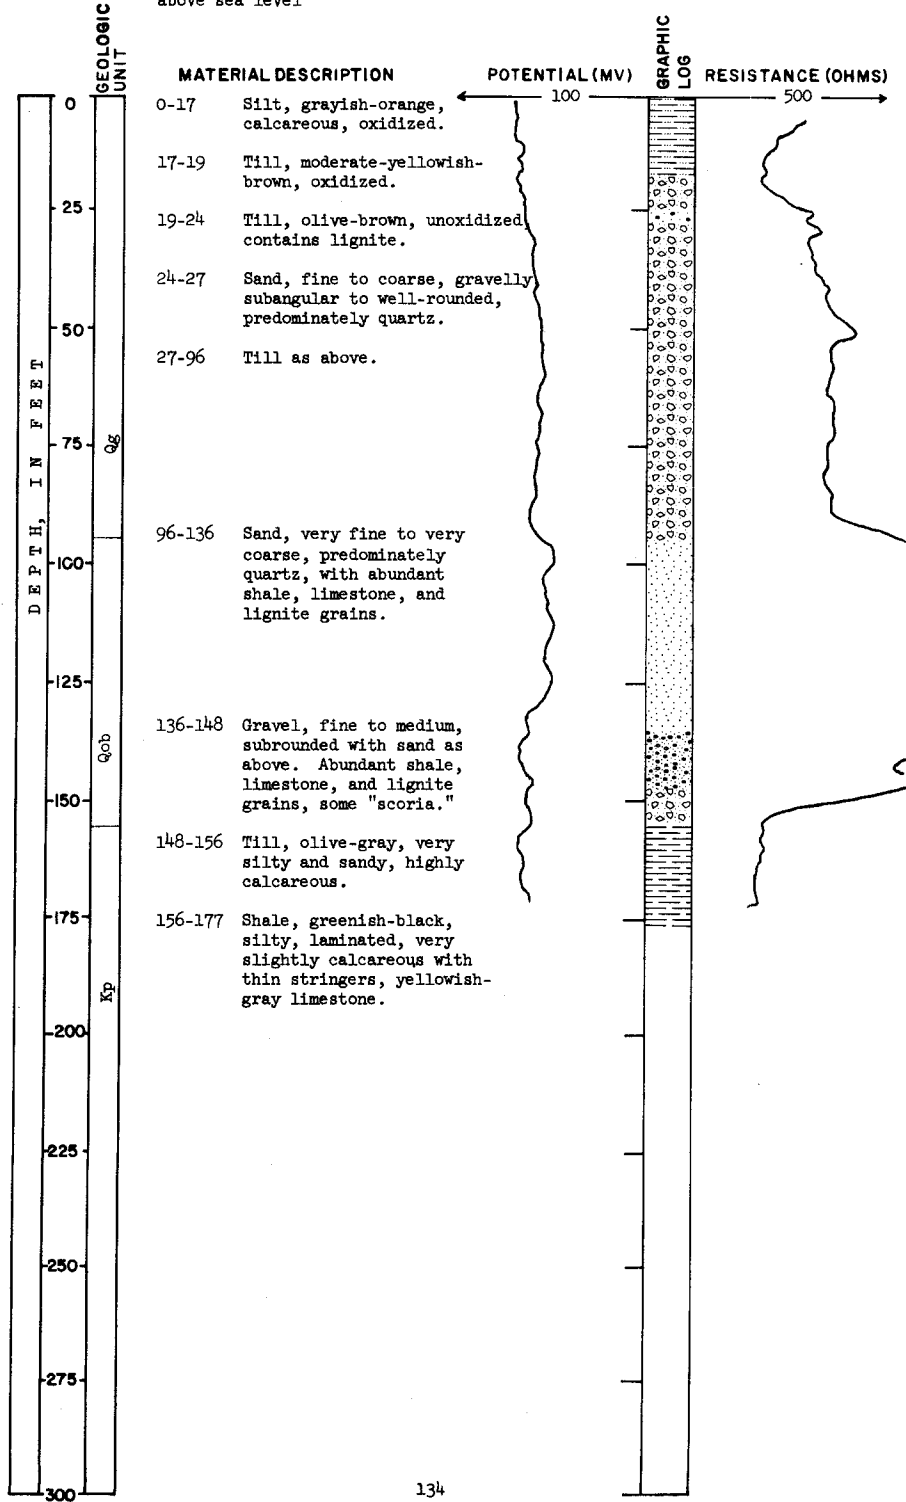 above sea level
GEOLOGIC
UNIT
MATERIAL DESCRIPTION
POTENTIAL (MV)
GRAPHIC
LOG
RESISTANCE (OHMS)
100
500
DEPTH, IN FEET
0
25
50
75
100
125
150
175
200
225
250
275
300
Qg
Qob
Kp
0-17 Silt, grayish-orange,
calcareous, oxidized.
17-19 Till, moderate-yellowish-
brown, oxidized.
19-24 Till, olive-brown, unoxidized,
contains lignite.
24-27 Sand, fine to coarse, gravelly
subangular to well-rounded,
predominately quartz.
27-96 Till as above.
96-136 Sand, very fine to very
coarse, predominately
quartz, with abundant
shale, limestone, and
lignite grains.
136-148 Gravel, fine to medium,
subrounded with sand as
above. Abundant shale,
limestone, and lignite
grains, some "scoria."
148-156 Till, olive-gray, very
silty and sandy, highly
calcareous.
156-177 Shale, greenish-black,
silty, laminated, very
slightly calcareous with
thin stringers, yellowish-
gray limestone.
134